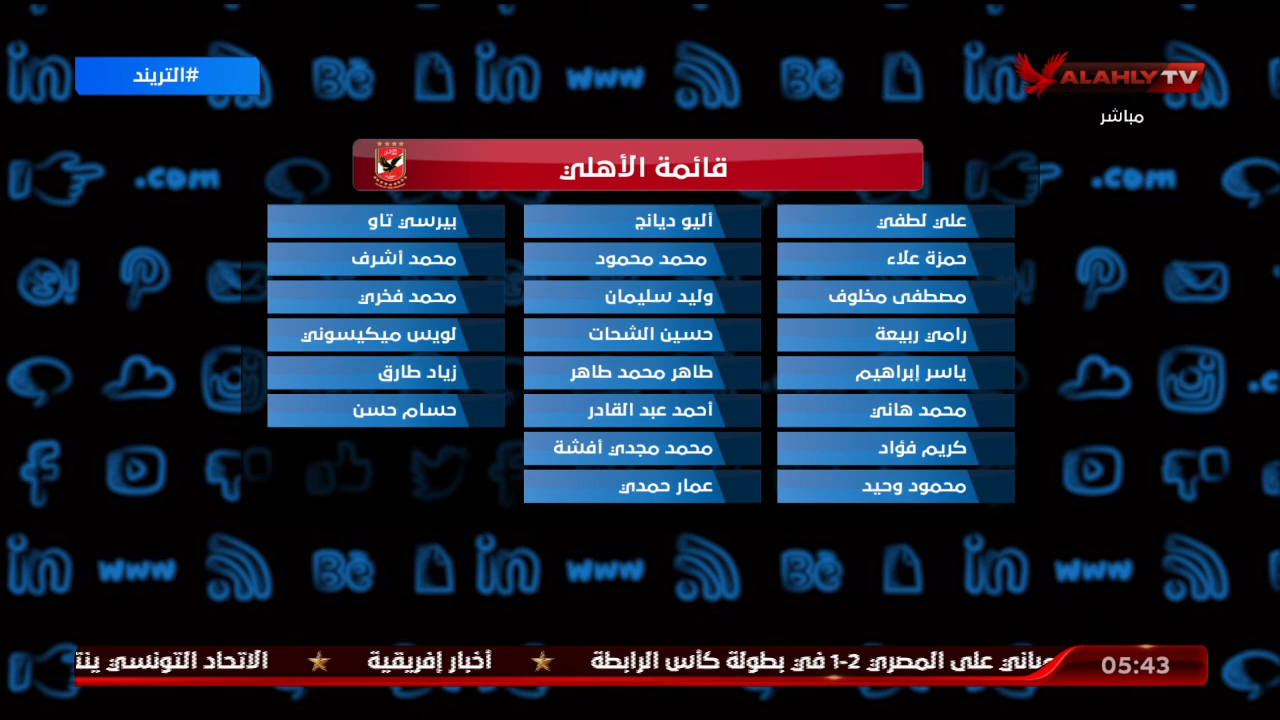 #التريند
ALAHLY TV
مباشر
قائمة الأهلي
علي لطفي
حمزة علاء
مصطفى مخلوف
رامي ربيعة
ياسر إبراهيم
محمد هاني
كريم فؤاد
محمود وحيد
أليو ديانج
محمد محمود
وليد سليمان
حسين الشحات
طاهر محمد طاهر
أحمد عبد القادر
محمد مجدي أفشة
عمار حمدي
بيرسي تاو
محمد أشرف
محمد فخري
لويس ميكيسوني
زياد طارق
حسام حسن
على المصري 2-1 في بطولة كأس الرابطة
أخبار إفريقية
الاتحاد التونسي
05:43